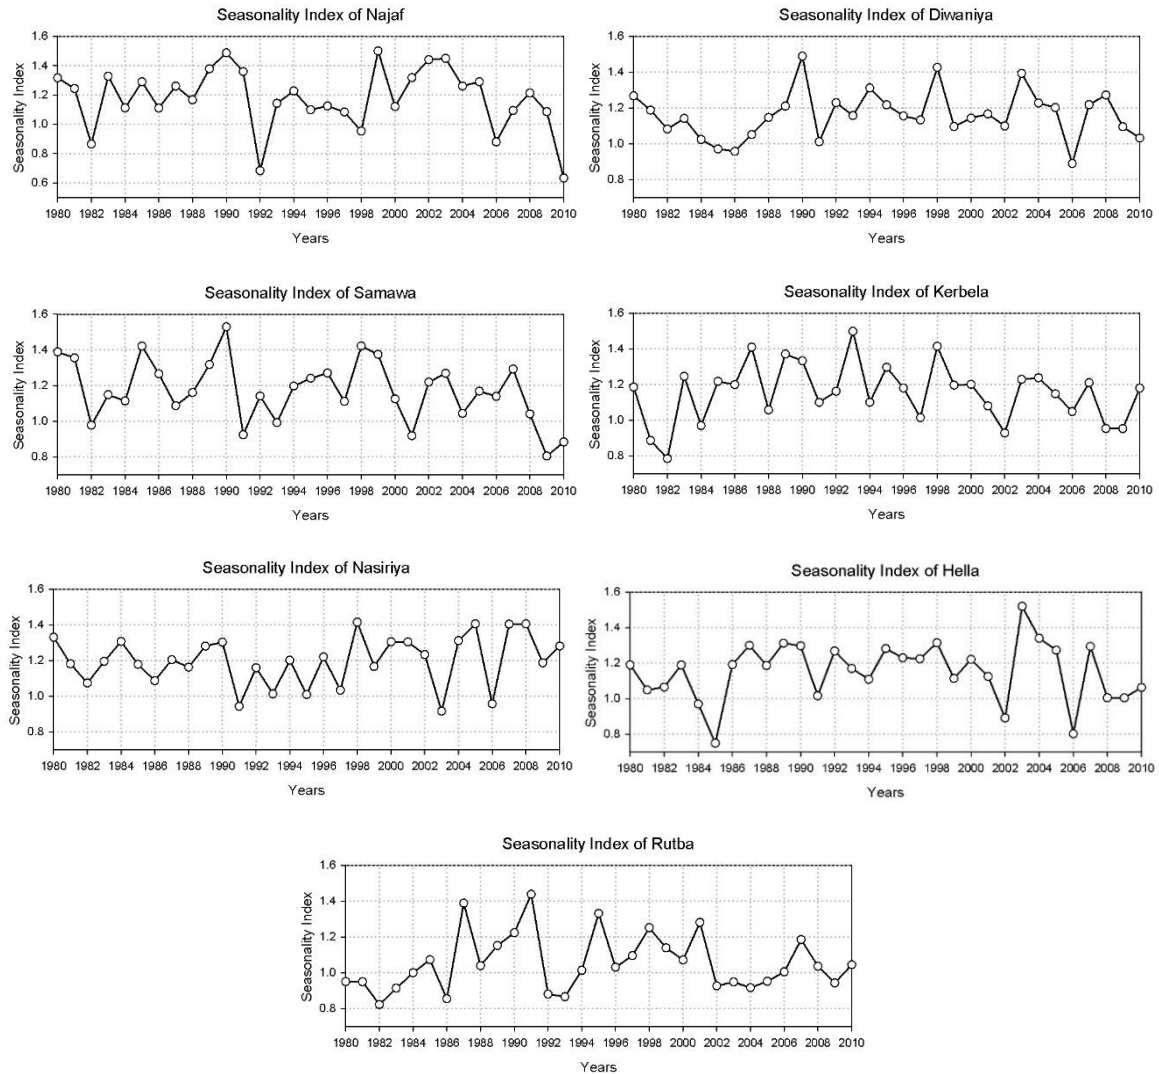 Seasonality Index of Najaf
Seasonality Index
1.6
1.4
1.2
1.0
0.8
0.6
1980 1982 1984 1986 1988 1990 1992 1994 1996 1998 2000 2002 2004 2006 2008 2010
Years
Seasonality Index of Diwaniya
Seasonality Index
1.6
1.4
1.2
1.0
0.8
1980 1982 1984 1986 1988 1990 1992 1994 1996 1998 2000 2002 2004 2006 2008 2010
Years
Seasonality Index of Samawa
Seasonality Index
1.6
1.4
1.2
1.0
0.8
1980 1982 1984 1986 1988 1990 1992 1994 1996 1998 2000 2002 2004 2006 2008 2010
Years
Seasonality Index of Kerbela
Seasonality Index
1.6
1.4
1.2
1.0
0.8
1980 1982 1984 1986 1988 1990 1992 1994 1996 1998 2000 2002 2004 2006 2008 2010
Years
Seasonality Index of Nasiriya
Seasonality Index
1.6
1.4
1.2
1.0
0.8
1980 1982 1984 1986 1988 1990 1992 1994 1996 1998 2000 2002 2004 2006 2008 2010
Years
Seasonality Index of Hella
Seasonality Index
1.6
1.4
1.2
1.0
0.8
1980 1982 1984 1986 1988 1990 1992 1994 1996 1998 2000 2002 2004 2006 2008 2010
Years
Seasonality Index of Rutba
Seasonality Index
1.6
1.4
1.2
1.0
0.8
1980 1982 1984 1986 1988 1990 1992 1994 1996 1998 2000 2002 2004 2006 2008 2010
Years